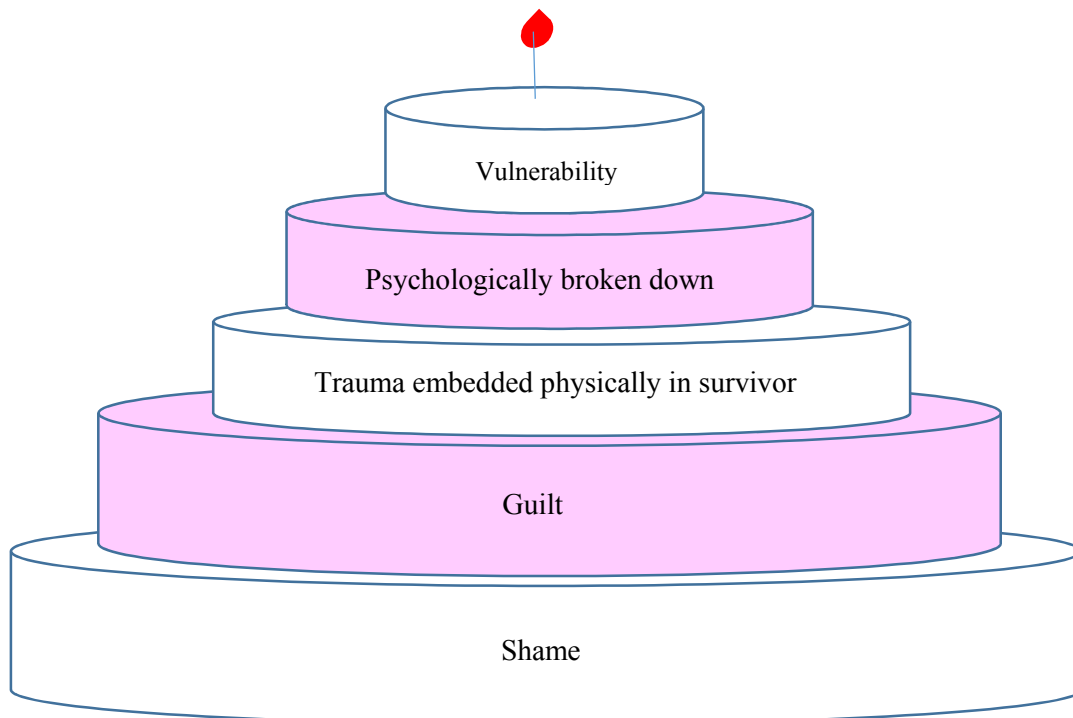 Vulnerability
Psychologically broken down
Trauma embedded physically in survivor
Guilt
Shame